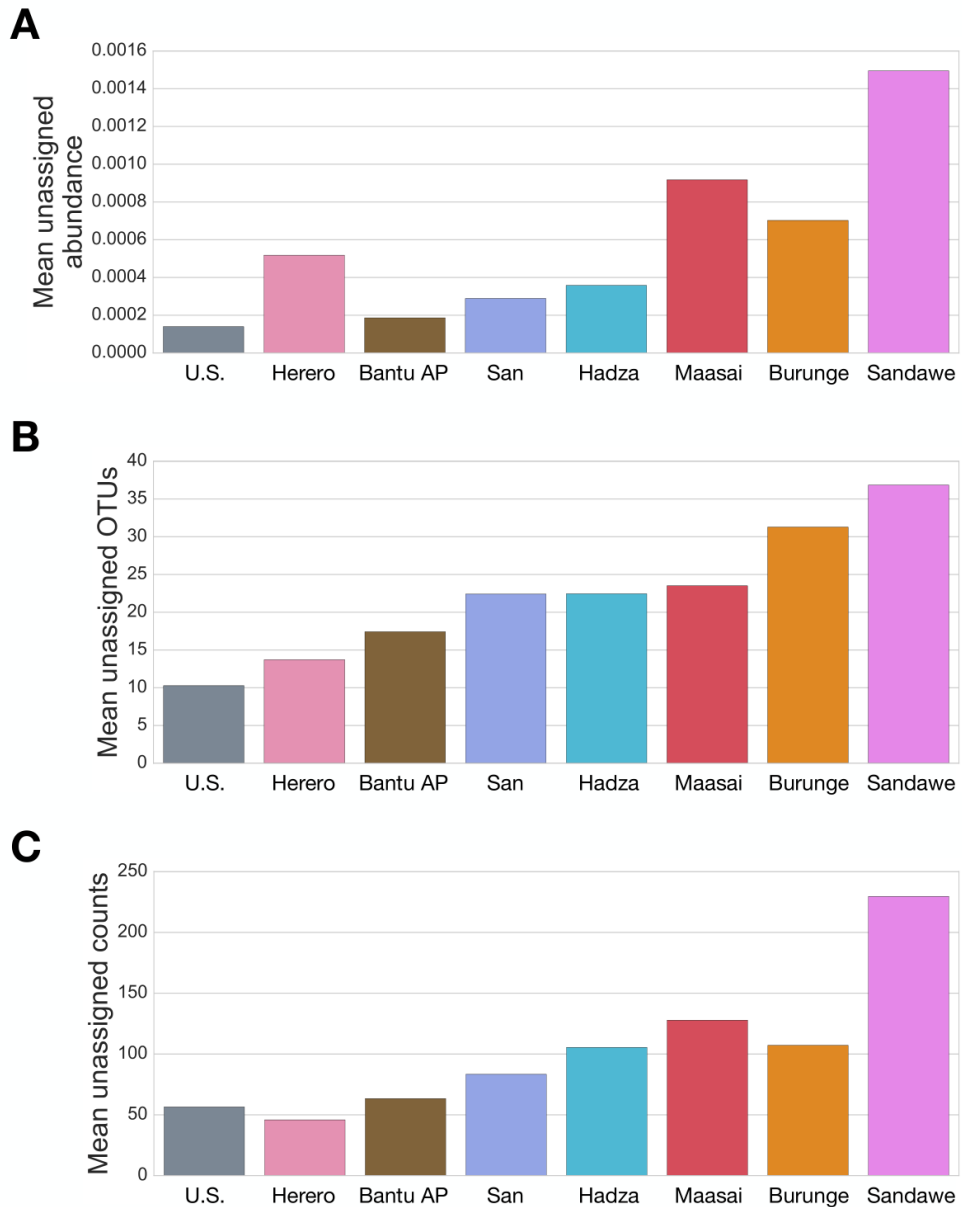 A
Mean unassigned
abundance
0.0016
0.0014
0.0012
0.0010
0.0008
0.0006
0.0004
0.0002
0.0000
U.S. Herero Bantu AP San Hadza Maasai Burunge Sandawe
B
Mean unassigned OTUs
40
35
30
25
20
15
10
5
0
U.S. Herero Bantu AP San Hadza Maasai Burunge Sandawe
C
Mean unassigned counts
250
200
150
100
50
0
U.S. Herero Bantu AP San Hadza Maasai Burunge Sandawe